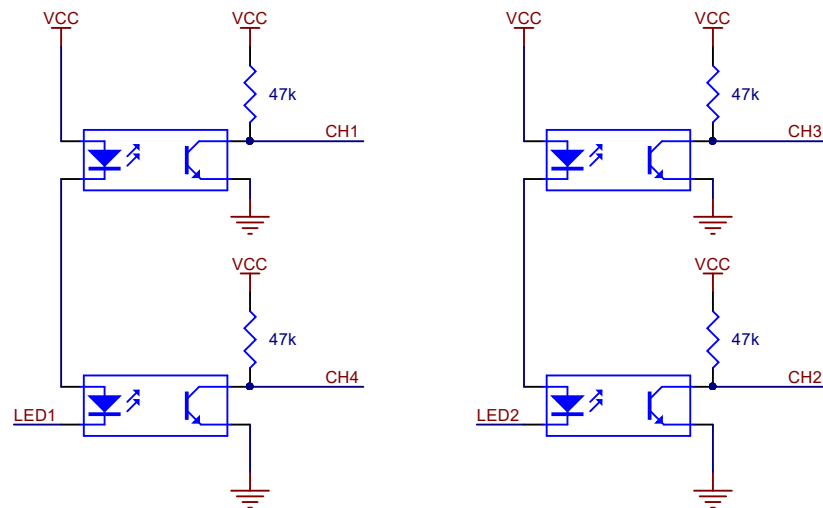 VCC VCC VCC VCC
47k 47k
CH1 CH3
VCC VCC
47k 47k
CH4 CH2
LED1 LED2